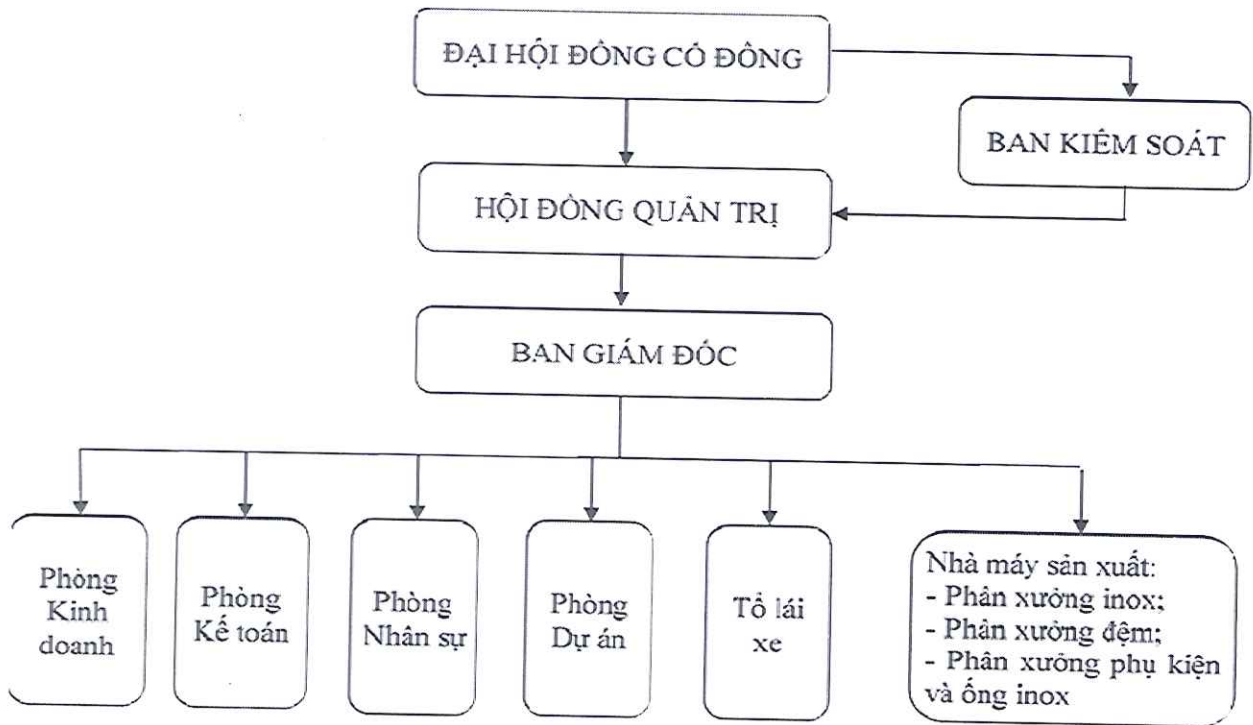 ĐẠI HỘI ĐỒNG CỔ ĐÔNG
BAN KIỂM SOÁT
HỘI ĐỒNG QUẢN TRỊ
BAN GIÁM ĐỐC
Phòng
Kinh
doanh
Phòng
Kế toán
Phòng
Nhân sự
Phòng
Dự án
Tổ lái
xe
Nhà máy sản xuất:
- Phân xưởng inox;
- Phân xưởng đệm;
- Phân xưởng phụ kiện
và ống inox